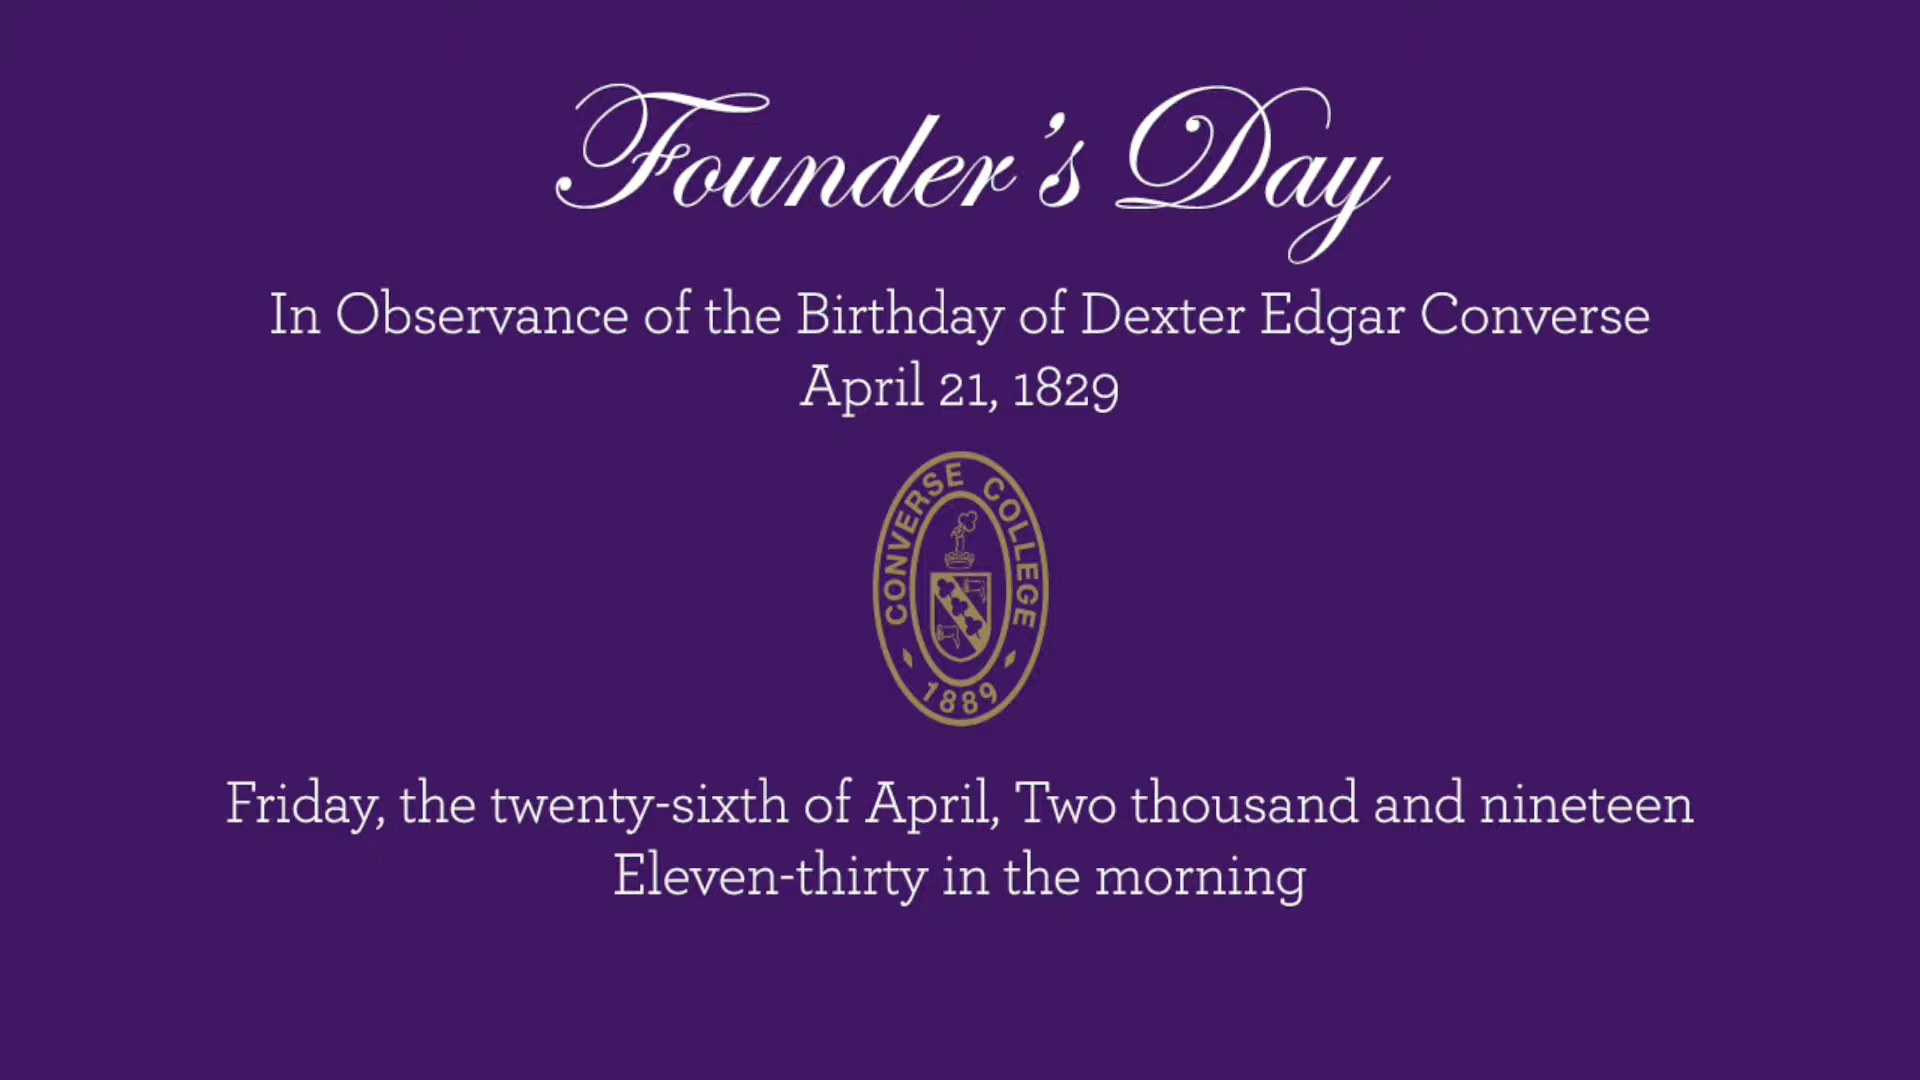 Founder's Day
In Observance of the Birthday of Dexter Edgar Converse
April 21, 1829
CONVERSE COLLEGE
1889
Friday, the twenty-sixth of April, Two thousand and nineteen
Eleven-thirty in the morning